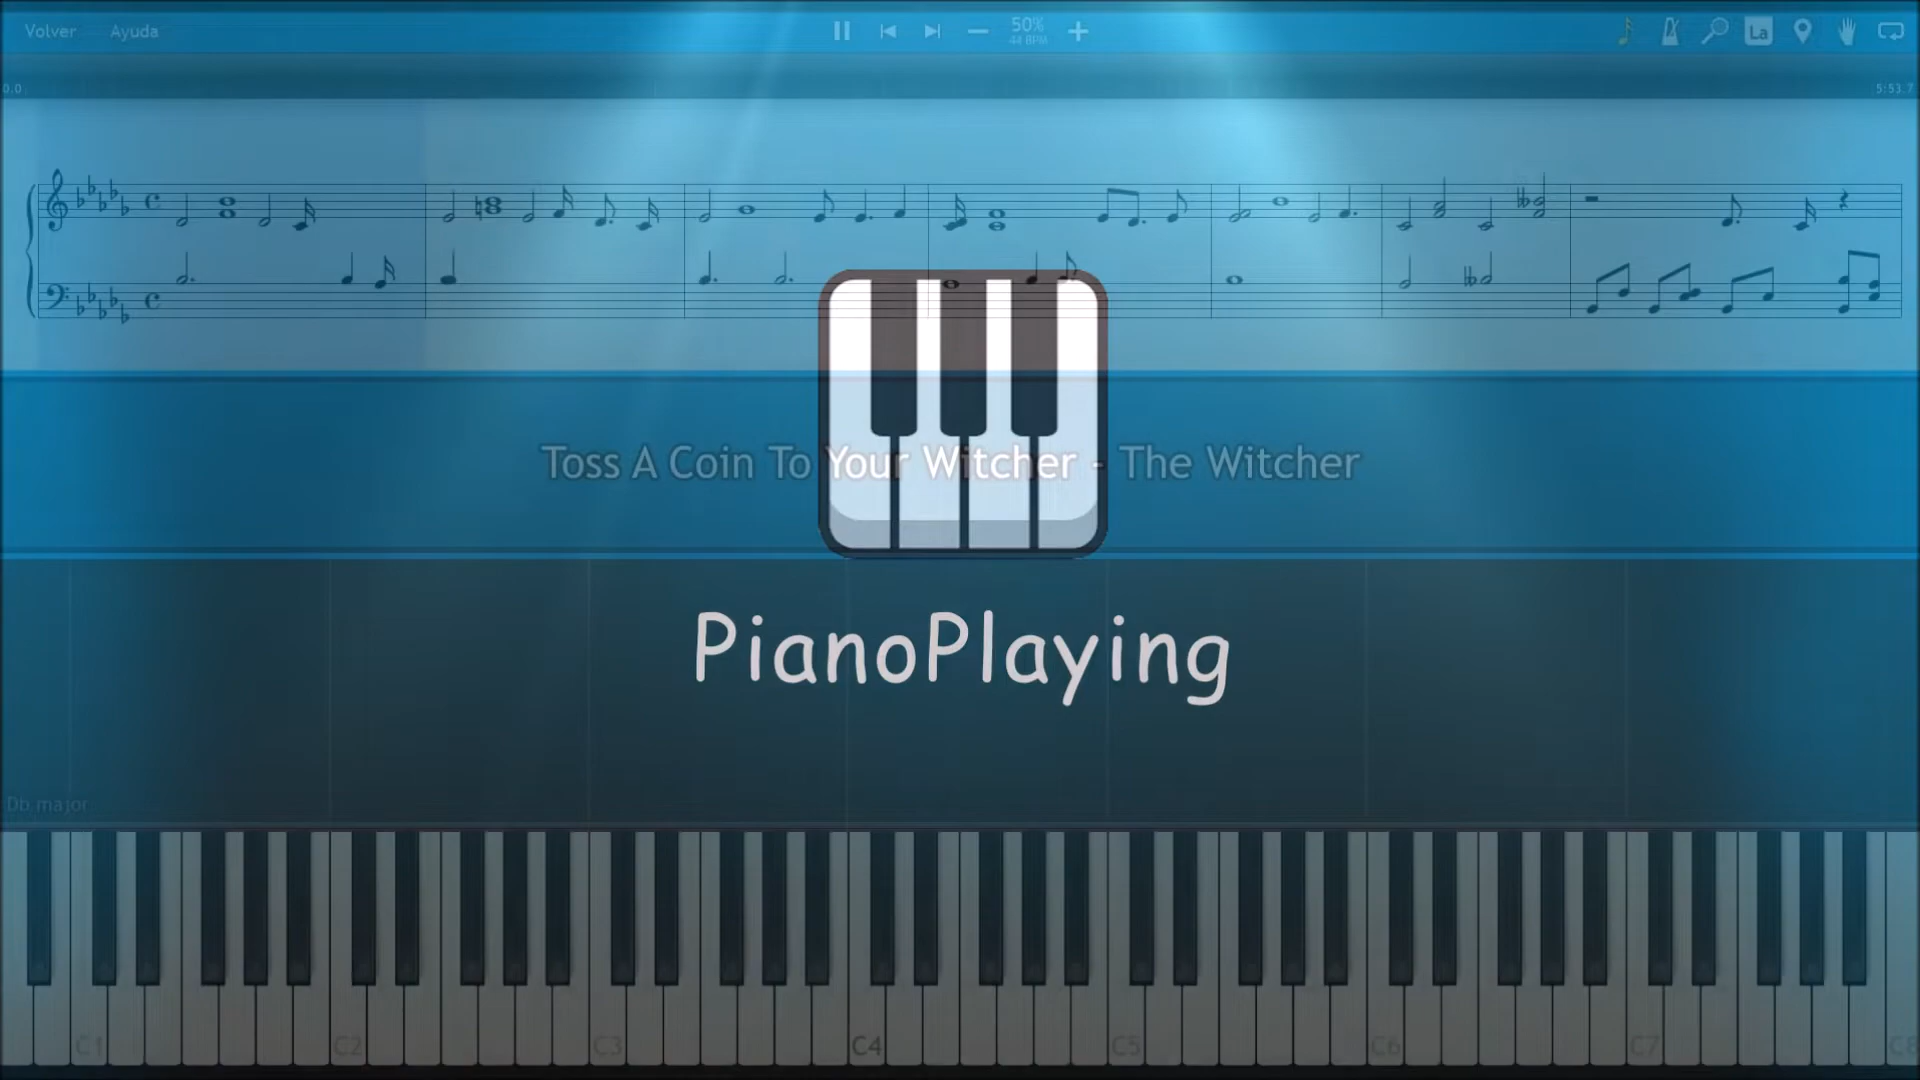 Volver Ayuda 50% La
44 BPM
0.0 5:53.7
Toss A Coin To Your Witcher - The Witcher
PianoPlaying
Db major
C1 C2 C3 C4 C5 C6 C7 C8